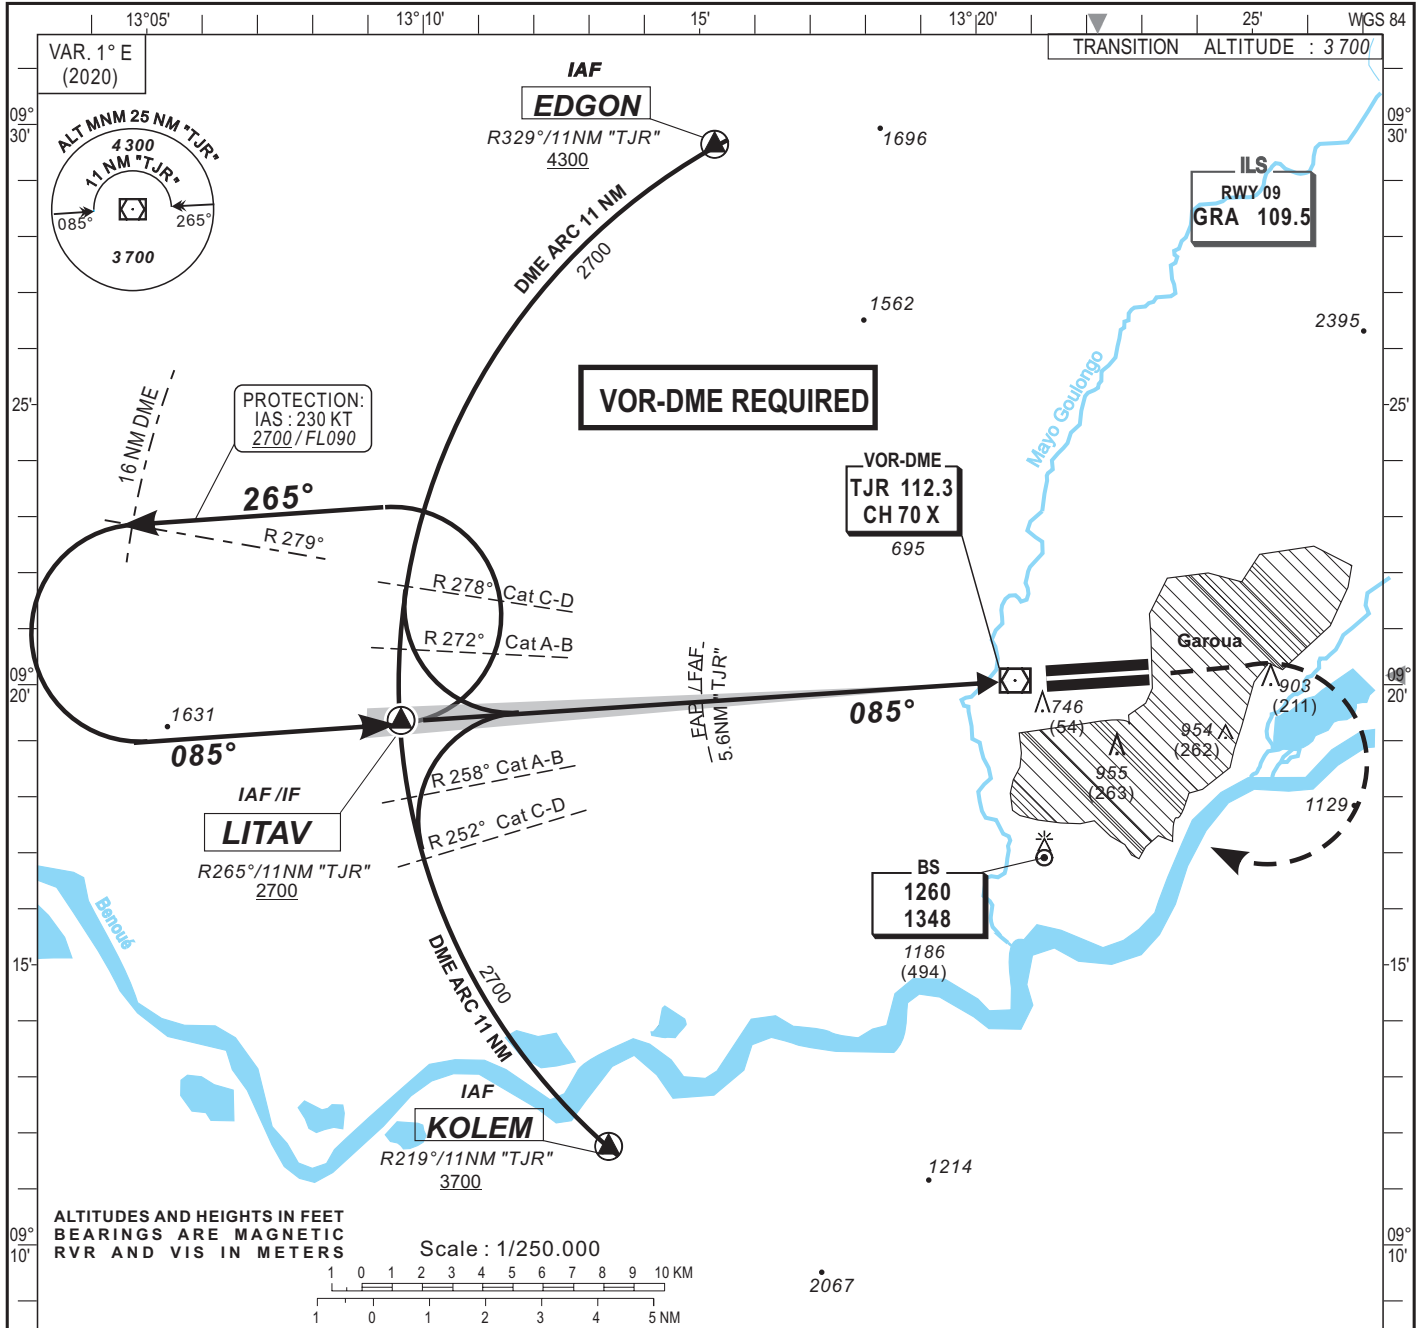 13°05' 13°10' 15' 13°20' 25' WGS 84
VAR. 1° E
(2020)
TRANSITION ALTITUDE : 3 700
IAF
EDGON
R329°/11NM "TJR"
4300
09°
30'
09°
30'
ALT MNM 25 NM "TJR"
4 300
11 NM "TJR"
085°
265°
3 700
1696
ILS
RWY 09
GRA 109.5
DME ARC 11 NM
2700
1562
2395
Mayo Goulongo
16 NM DME
PROTECTION:
IAS : 230 KT
2700 / FL090
VOR-DME REQUIRED
25'
25'
VOR-DME
TJR 112.3
CH 70 X
695
265°
R 279°
R 278° Cat C-D
R 272° Cat A-B
Garoua
09°
20'
09°
20'
FAP / FAF
5.6NM "TJR"
085°
1631
085°
746
(54)
903
(211)
954
(262)
955
(263)
1129
IAF /IF
LITAV
R265°/11NM "TJR"
2700
R 258° Cat A-B
R 252° Cat C-D
BS
1260
1348
1186
(494)
Benoué
15'
15'
DME ARC 11 NM
2700
IAF
KOLEM
R219°/11NM "TJR"
3700
1214
ALTITUDES AND HEIGHTS IN FEET
BEARINGS ARE MAGNETIC
RVR AND VIS IN METERS
09°
10'
09°
10'
Scale : 1/250.000
1 0 1 2 3 4 5 6 7 8 9 10 KM
1 0 1 2 3 4 5 NM
2067